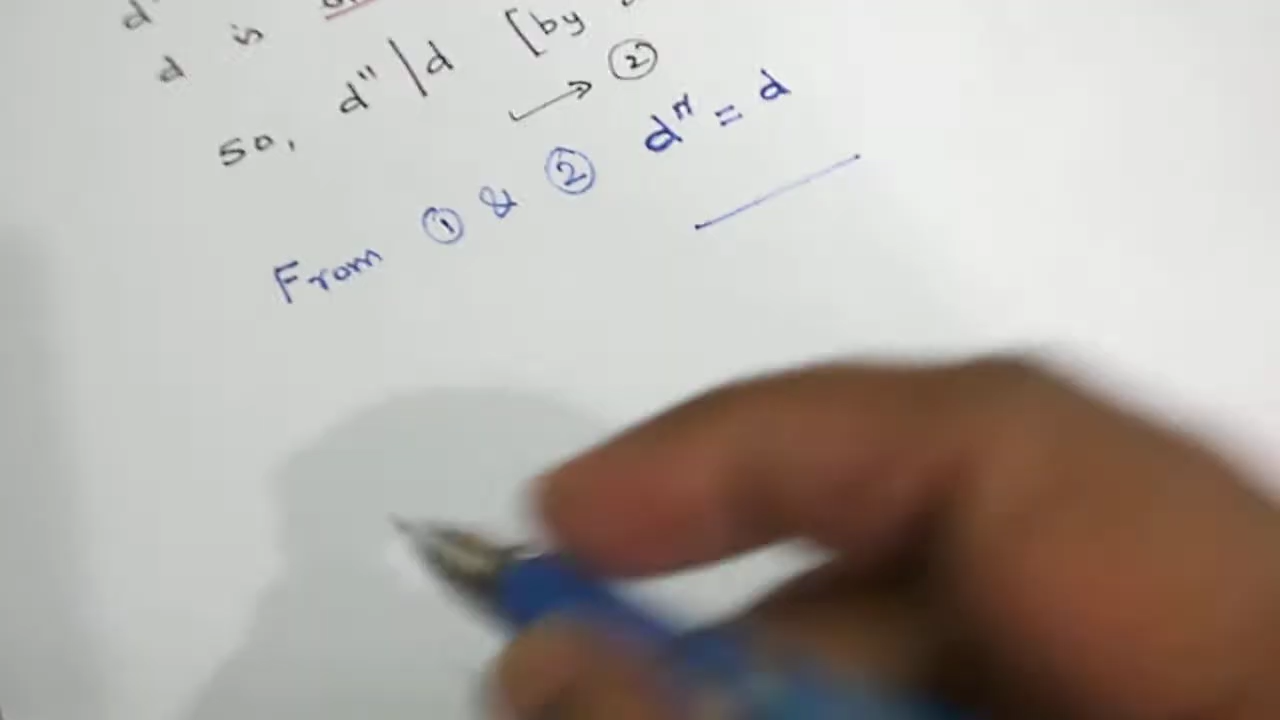 d
d is
so, d"|d [by
→ ②
From ① & ② d" = d